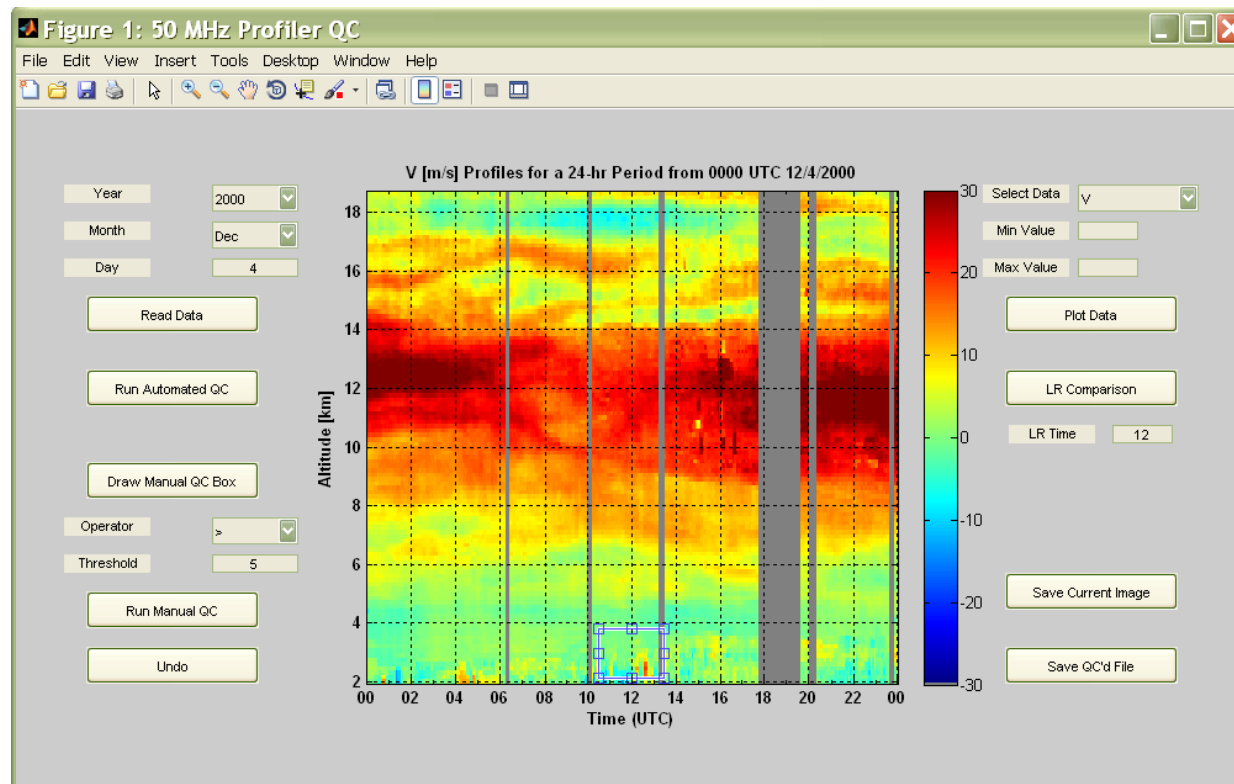 Figure 1: 50 MHz Profiler QC
File Edit View Insert Tools Desktop Window Help
V [m/s] Profiles for a 24-hr Period from 0000 UTC 12/4/2000
Year 2000
Month Dec
Day 4
Read Data
Run Automated QC
Draw Manual QC Box
Operator >
Threshold 5
Run Manual QC
Undo
Altitude [km]
18
16
14
12
10
8
6
4
2
00 02 04 06 08 10 12 14 16 18 20 22 00
Time (UTC)
30
20
10
0
-10
-20
-30
Select Data V
Min Value
Max Value
Plot Data
LR Comparison
LR Time 12
Save Current Image
Save QC'd File